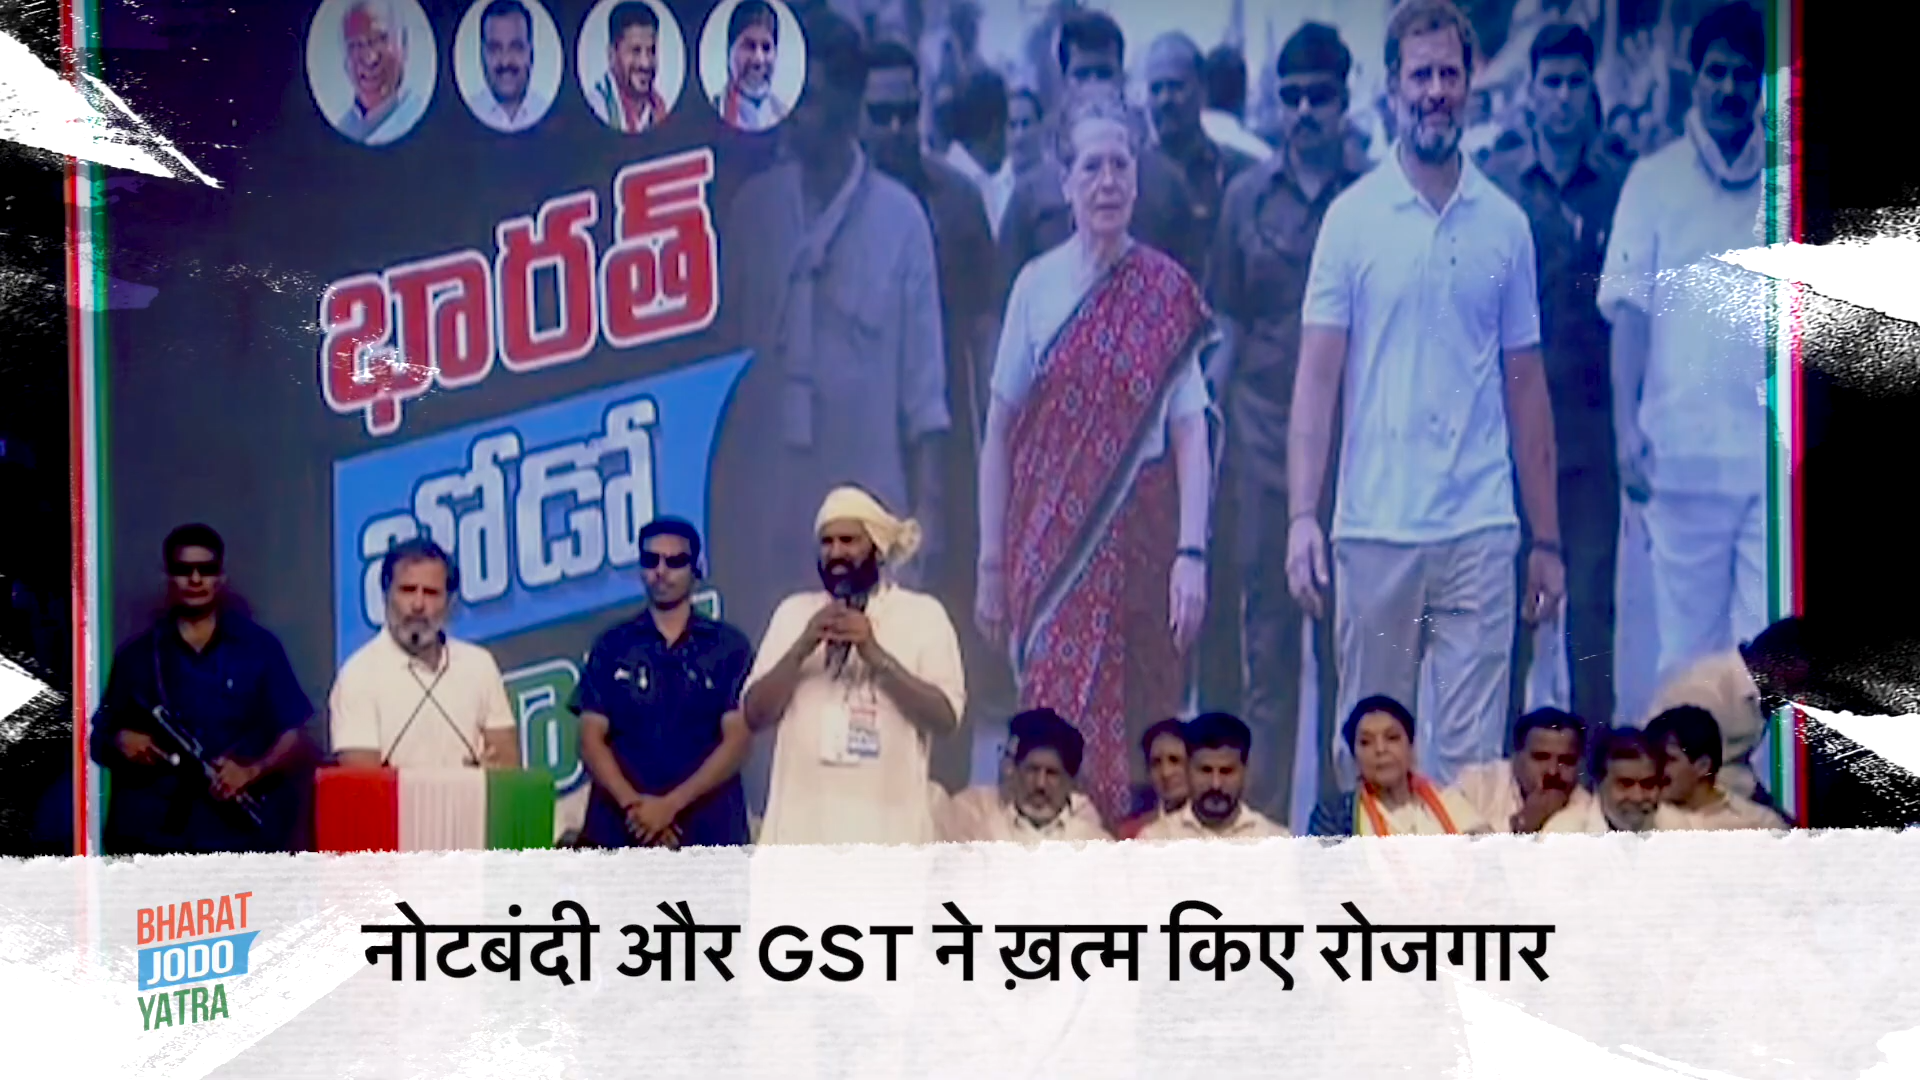 భారత్
జోడో
BHARAT
JODO
YATRA
नोटबंदी और GST ने ख़त्म किए रोजगार